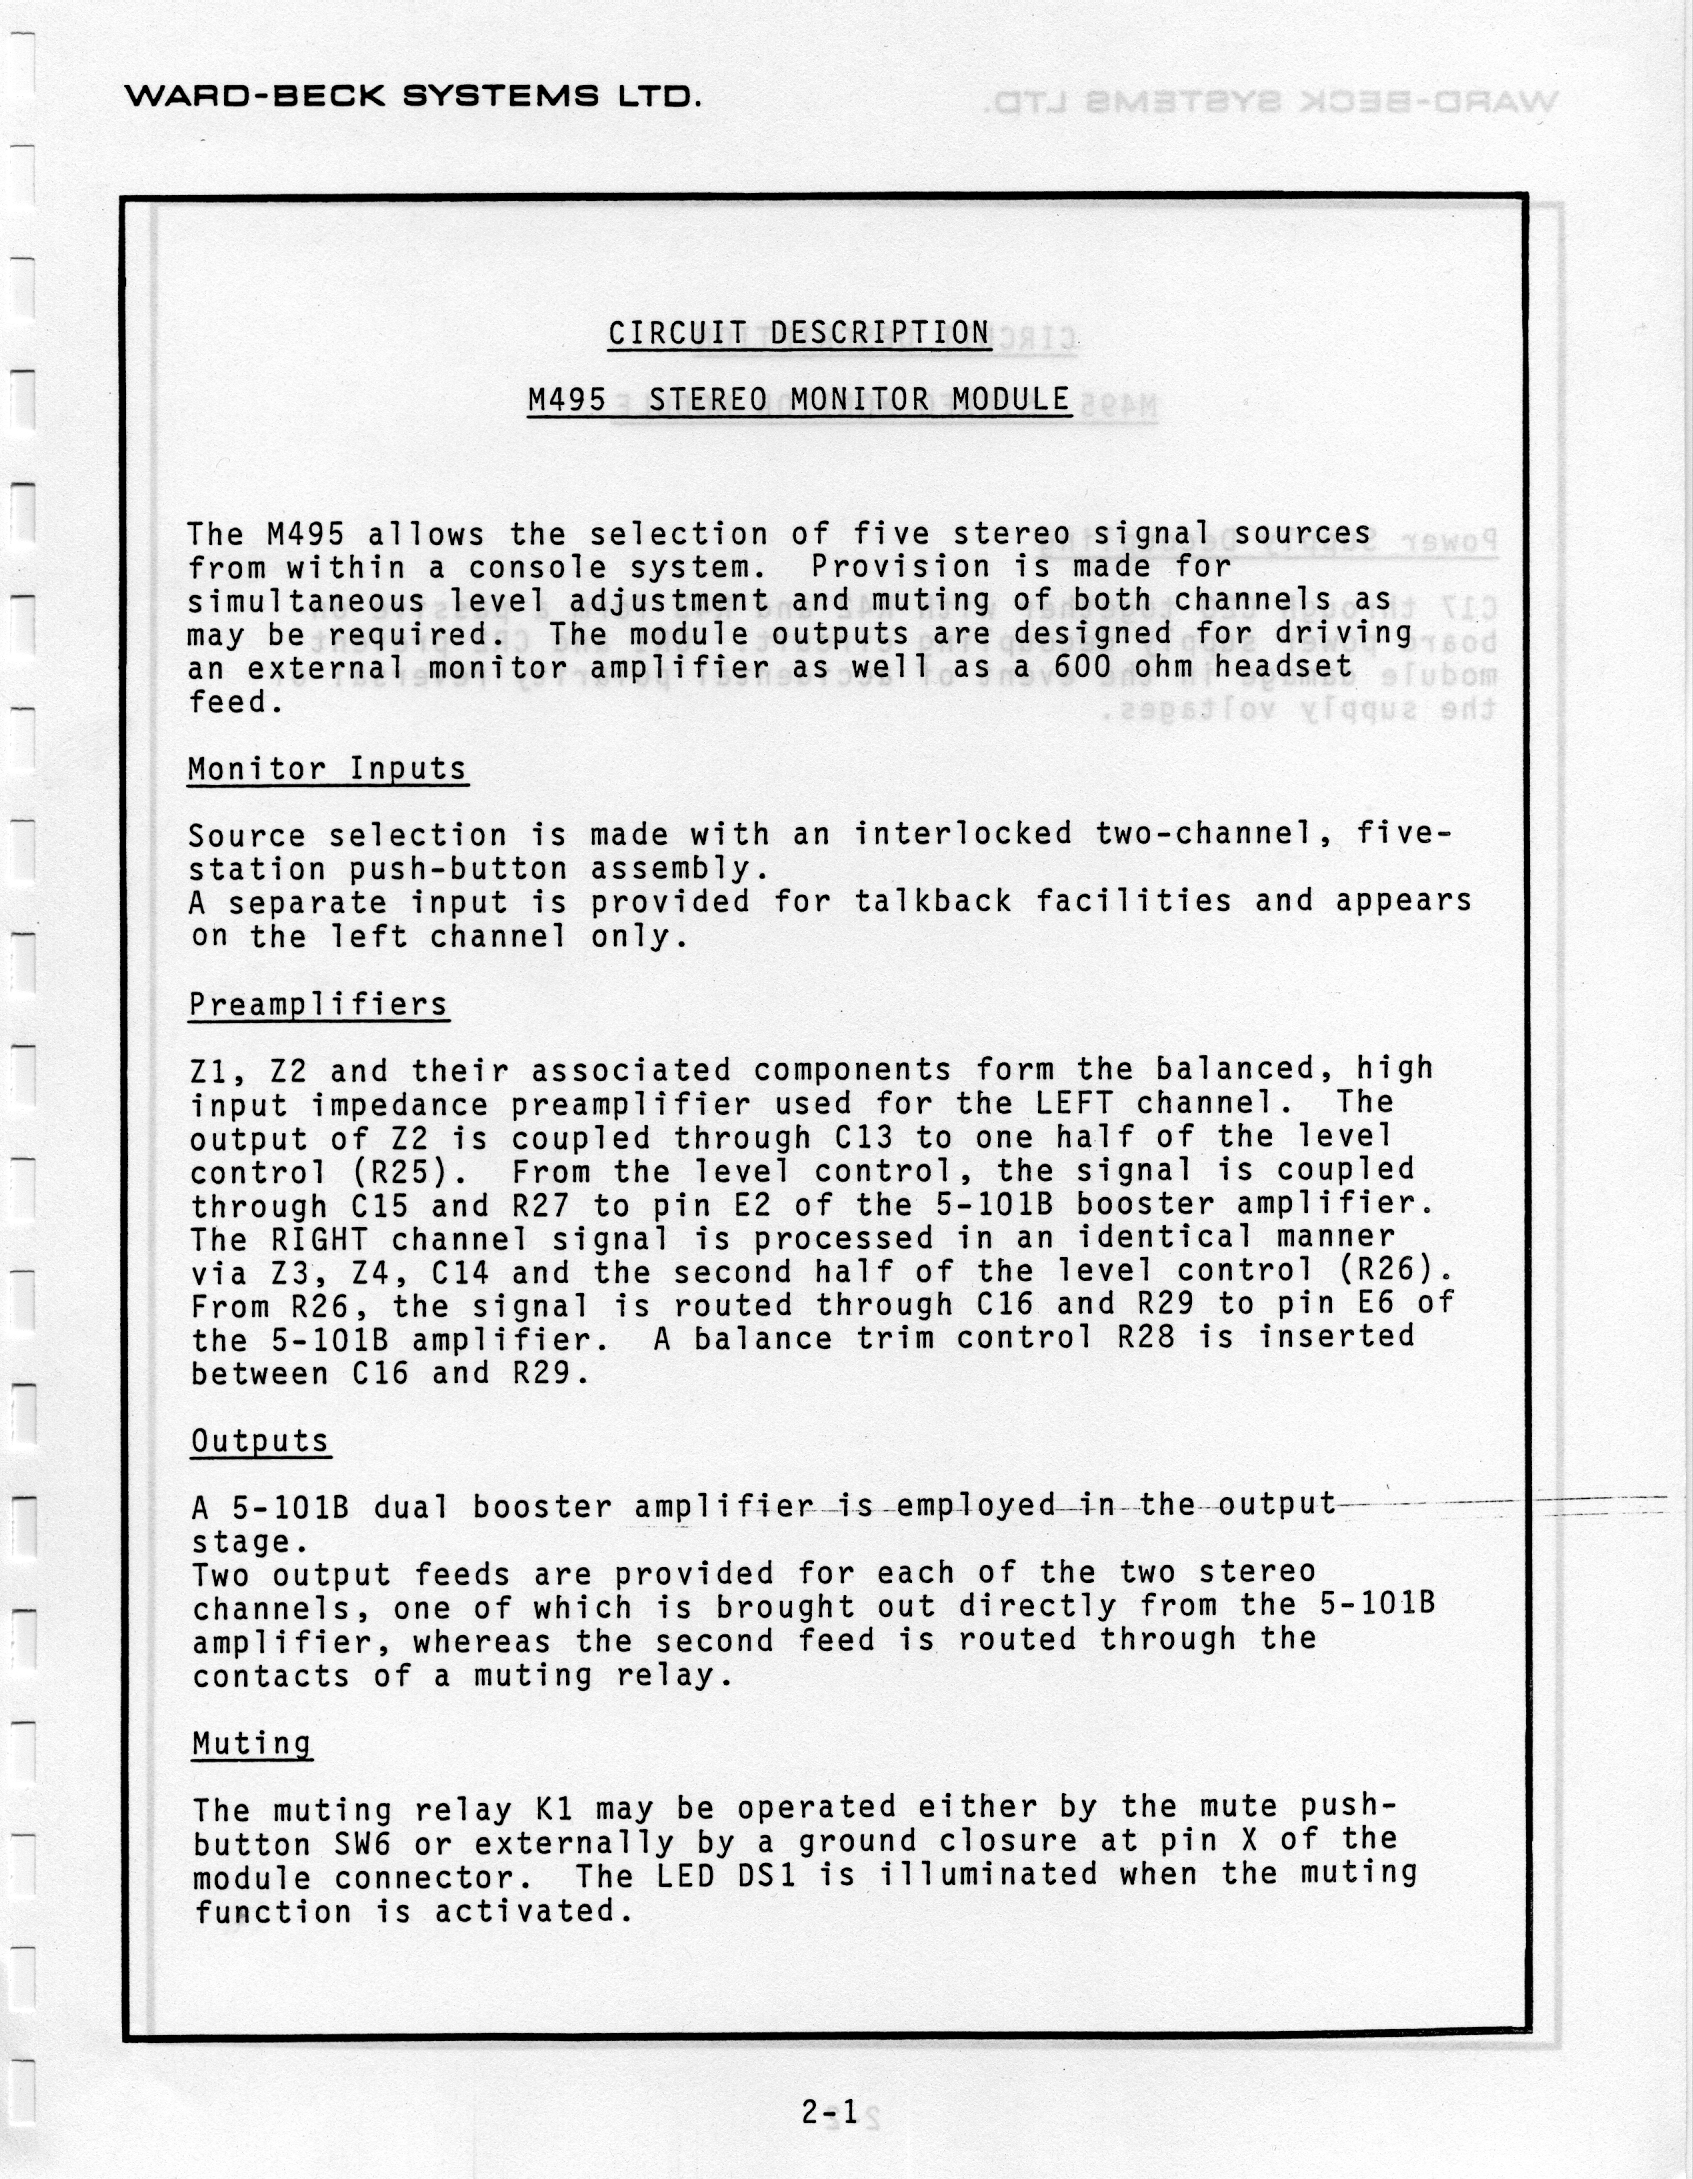 WARD-BECK SYSTEMS LTD.
CIRCUIT DESCRIPTION
M495 STEREO MONITOR MODULE
The M495 allows the selection of five stereo signal sources
from within a console system. Provision is made for
simultaneous level adjustment and muting of both channels as
may be required. The module outputs are designed for driving
an external monitor amplifier as well as a 600 ohm headset
feed.
Monitor Inputs
Source selection is made with an interlocked two-channel, five-
station push-button assembly.
A separate input is provided for talkback facilities and appears
on the left channel only.
Preamplifiers
Z1, Z2 and their associated components form the balanced, high
input impedance preamplifier used for the LEFT channel. The
output of Z2 is coupled through C13 to one half of the level
control (R25). From the level control, the signal is coupled
through C15 and R27 to pin E2 of the 5-101B booster amplifier.
The RIGHT channel signal is processed in an identical manner
via Z3, Z4, C14 and the second half of the level control (R26).
From R26, the signal is routed through C16 and R29 to pin E6 of
the 5-101B amplifier. A balance trim control R28 is inserted
between C16 and R29.
Outputs
A 5-101B dual booster amplifier is employed in the output
stage.
Two output feeds are provided for each of the two stereo
channels, one of which is brought out directly from the 5-101B
amplifier, whereas the second feed is routed through the
contacts of a muting relay.
Muting
The muting relay K1 may be operated either by the mute push-
button SW6 or externally by a ground closure at pin X of the
module connector. The LED DS1 is illuminated when the muting
function is activated.
2-1